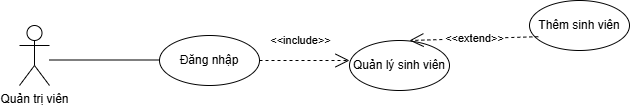 Thêm sinh viên
<<include>>
<<extend>>
Đăng nhập
Quản lý sinh viên
Quản trị viên